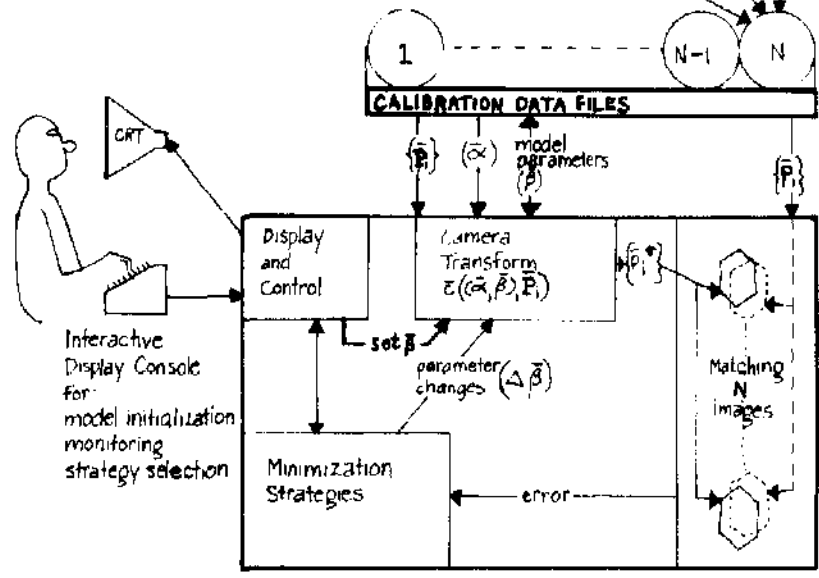 1
N-1
N
CALIBRATION DATA FILES
CRT
{P̄ᵢ}
(ᾱ)
model
parameters
(β̄)
{P̄ᵢ}
Display
and
Control
Camera
Transform
c̄((ᾱ,β̄),P̄ᵢ)
{p̄ᵢ*}
set β̄
parameter
changes (Δβ̄)
Matching
N
images
Interactive
Display Console
for
model initialization
monitoring
strategy selection
Minimization
Strategies
error